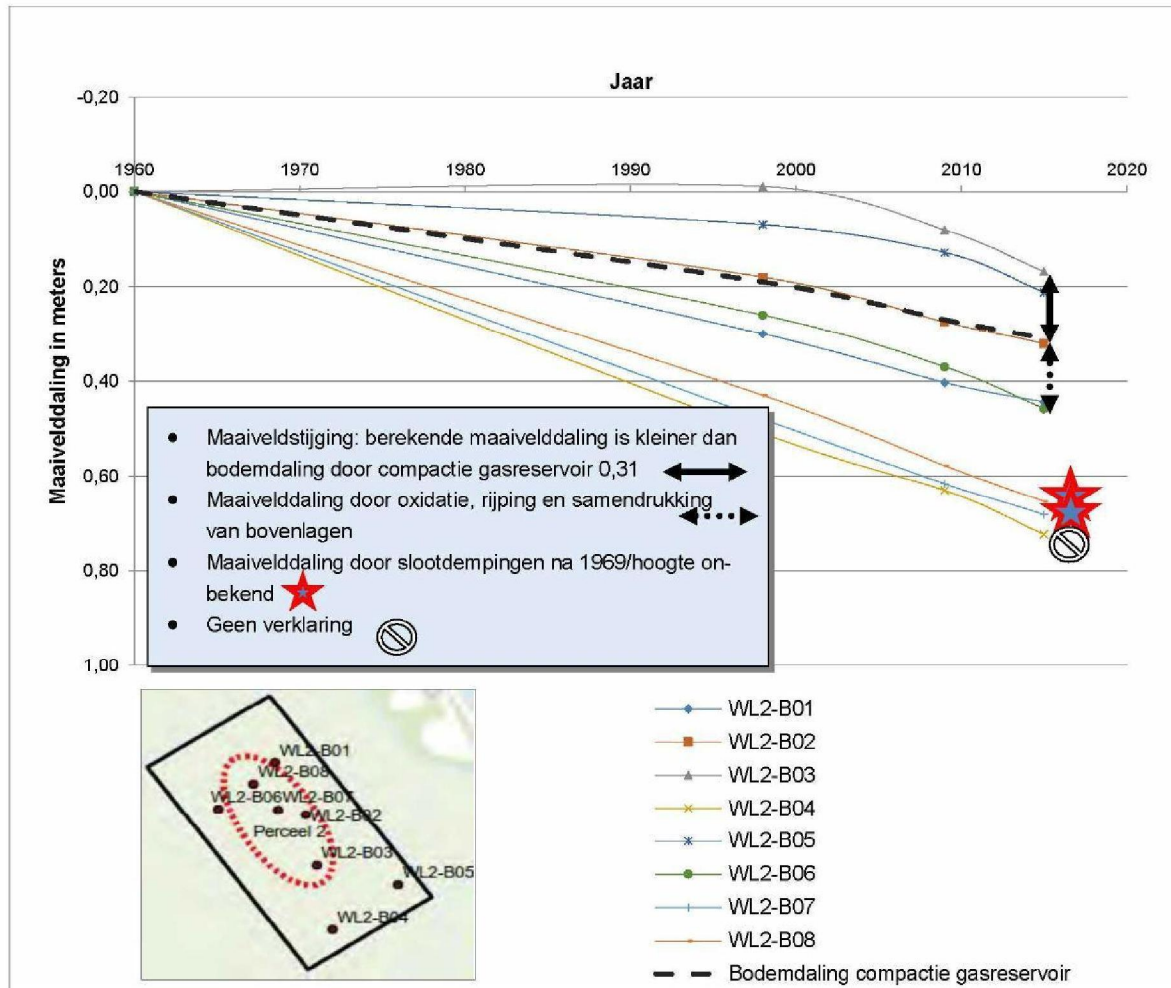 Jaar
-0,20
1960 1970 1980 1990 2000 2010 2020
0,00
0,20
0,40
0,60
0,80
1,00
Maaivelddaling in meters
• Maaiveldstijging: berekende maaivelddaling is kleiner dan
bodemdaling door compactie gasreservoir 0,31
• Maaivelddaling door oxidatie, rijping en samendrukking
van bovenlagen
• Maaivelddaling door slootdempingen na 1969/hoogte on-
bekend
• Geen verklaring
WL2-B01
WL2-B08
WL2-B06 WL2-B07
WL2-B02
Perceel 2
WL2-B03
WL2-B05
WL2-B04
WL2-B01
WL2-B02
WL2-B03
WL2-B04
WL2-B05
WL2-B06
WL2-B07
WL2-B08
Bodemdaling compactie gasreservoir